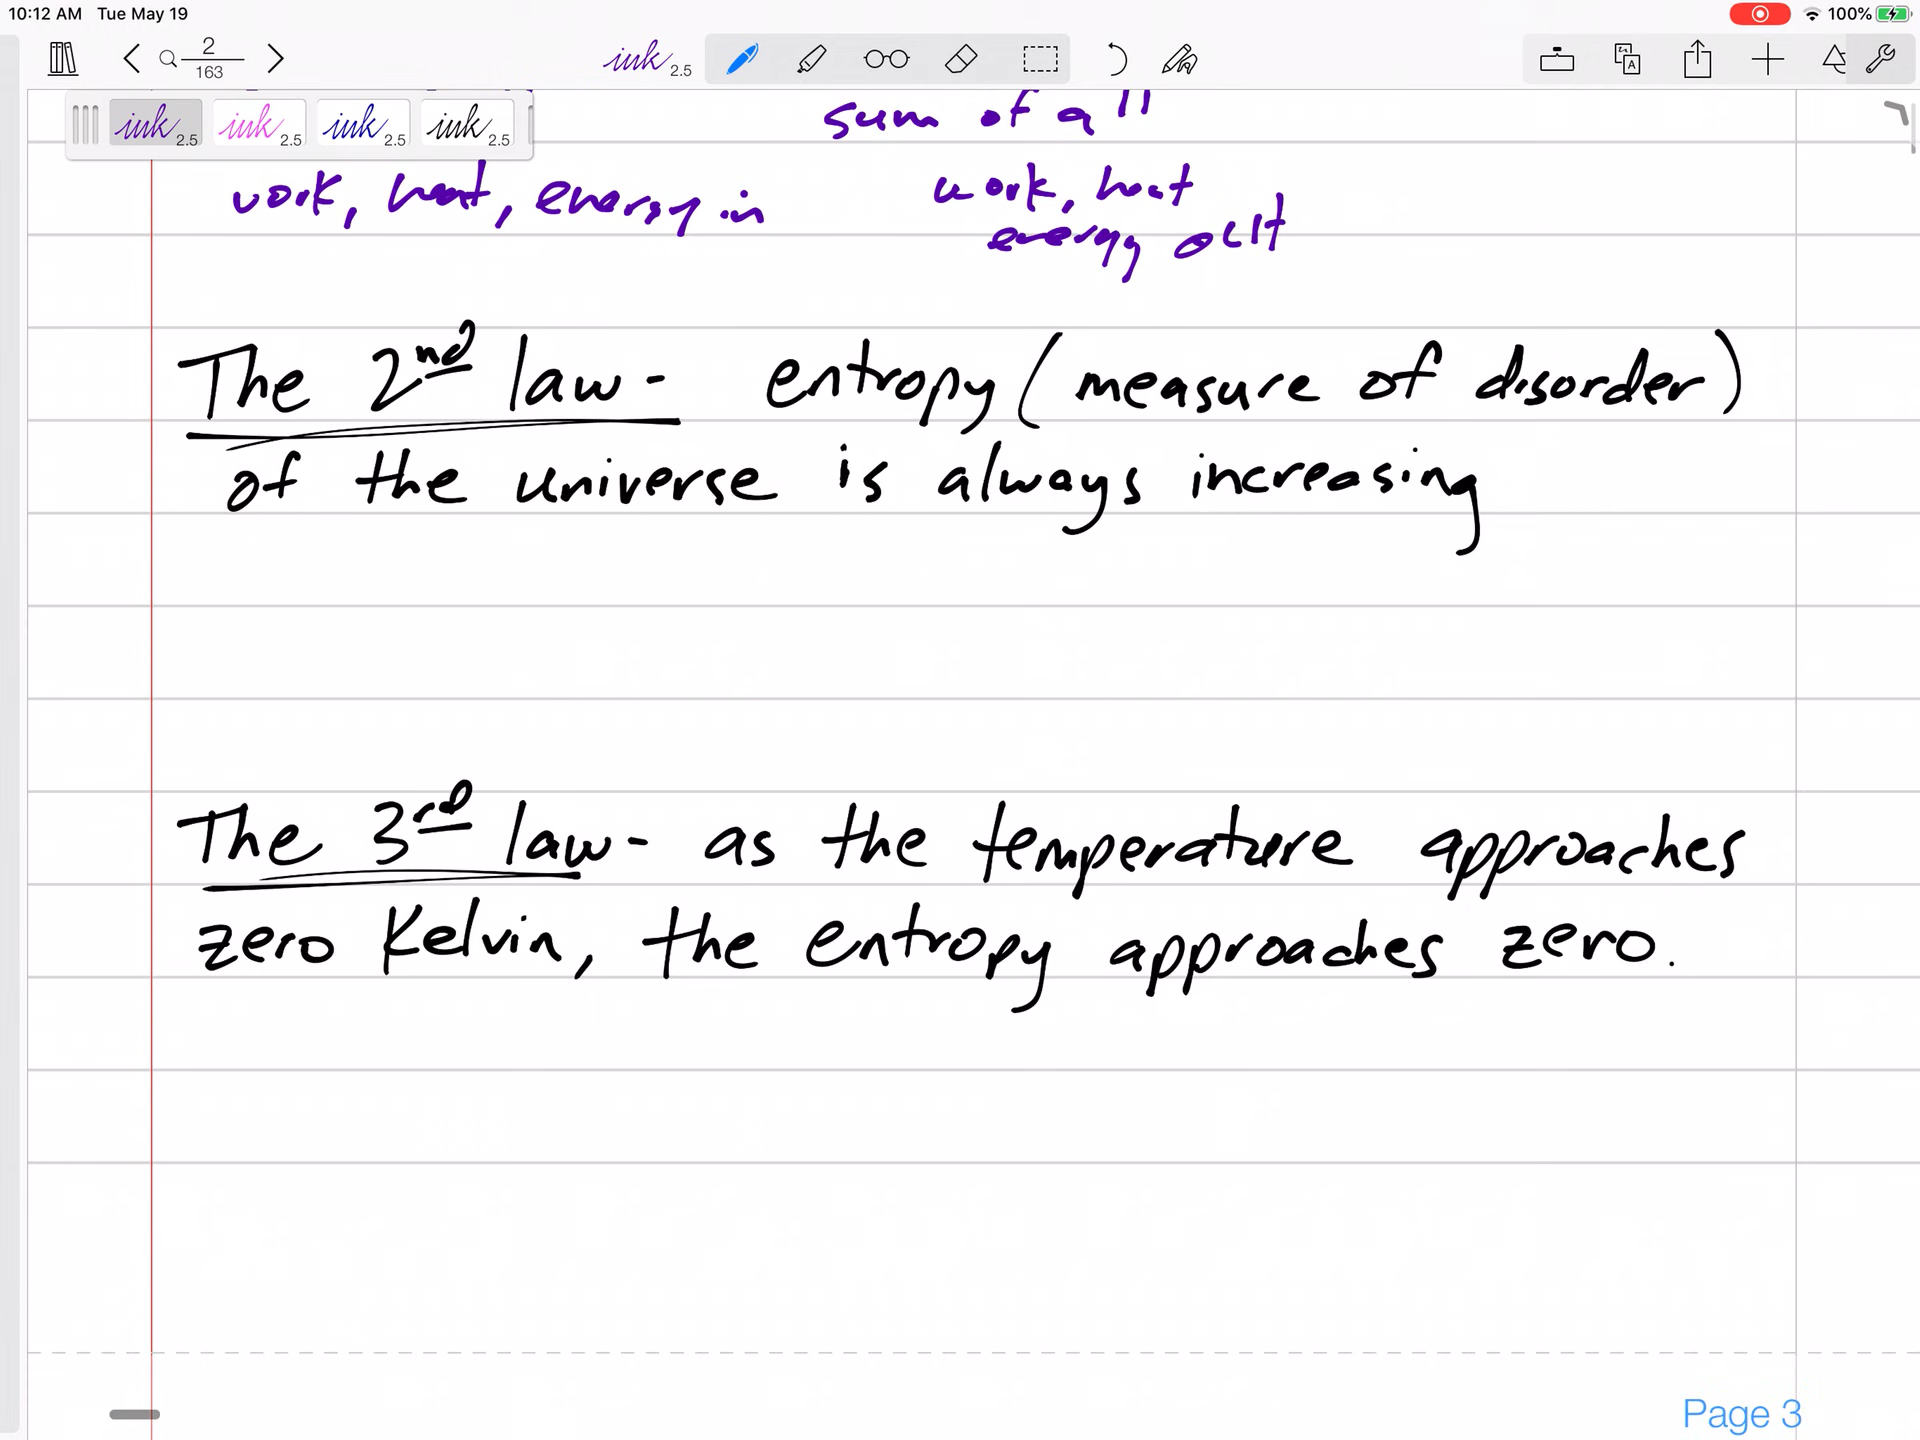 10:12 AM Tue May 19
100%
2
163
ink 2.5
A
ink 2.5 ink 2.5 ink 2.5 ink 2.5
sum of all
work, heat, energy in
work, heat
energy out
The 2nd law - entropy (measure of disorder)
of the universe is always increasing
The 3rd law - as the temperature approaches
zero Kelvin, the entropy approaches zero.
Page 3